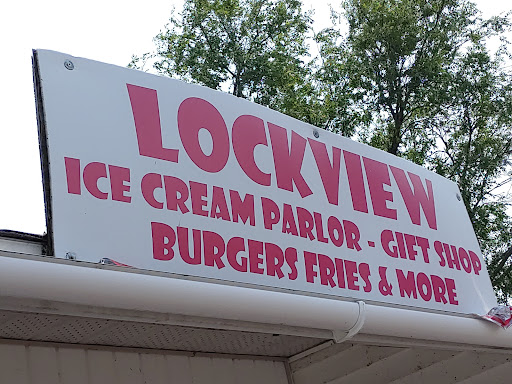 LOCKVIEW
ICE CREAM PARLOR - GIFT SHOP
BURGERS FRIES & MORE